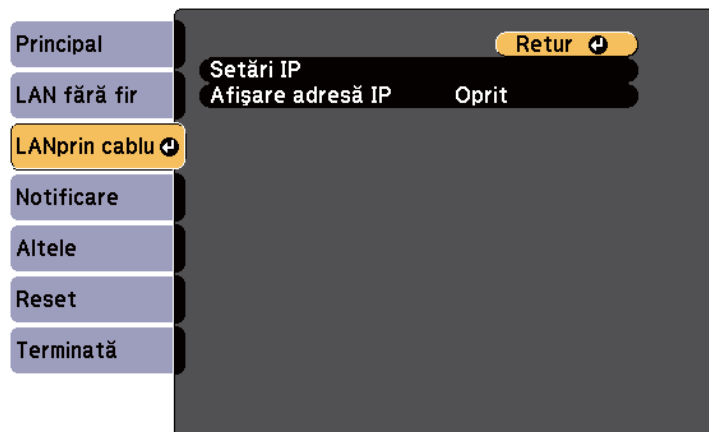 Principal
LAN fără fir
LANprin cablu
Notificare
Altele
Reset
Terminată
Retur
Setări IP
Afişare adresă IP Oprit